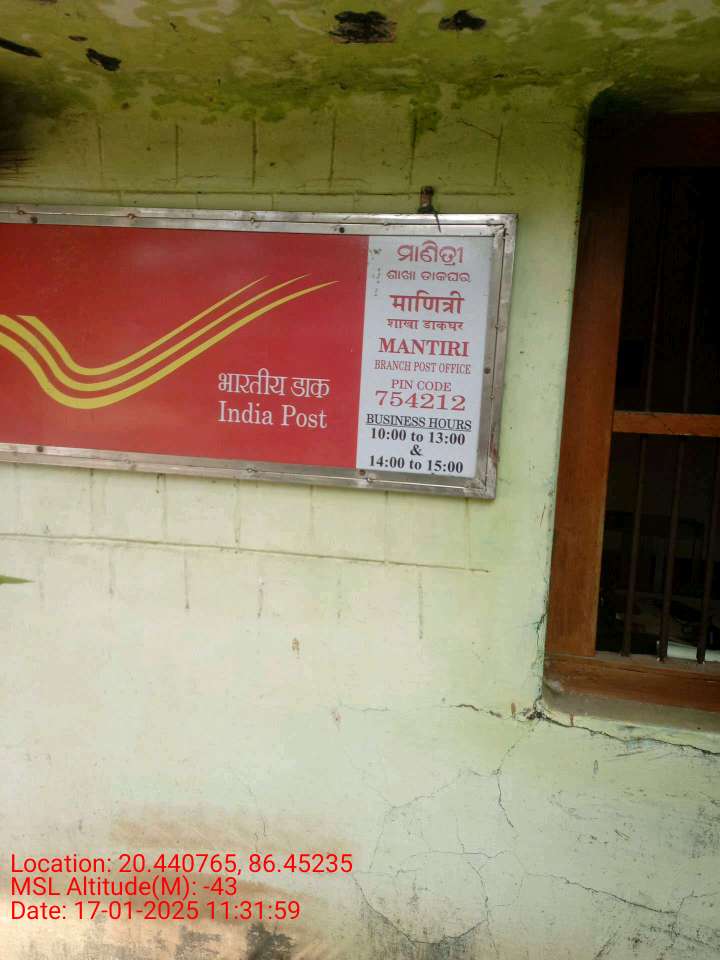 भारतीय डाक
India Post
ମାଣିତ୍ରୀ
ଶାଖା ଡାକଘର
माणित्री
शाखा डाकघर
MANTIRI
BRANCH POST OFFICE
PIN CODE
754212
BUSINESS HOURS
10:00 to 13:00
&
14:00 to 15:00
Location: 20.440765, 86.45235
MSL Altitude(M): -43
Date: 17-01-2025 11:31:59